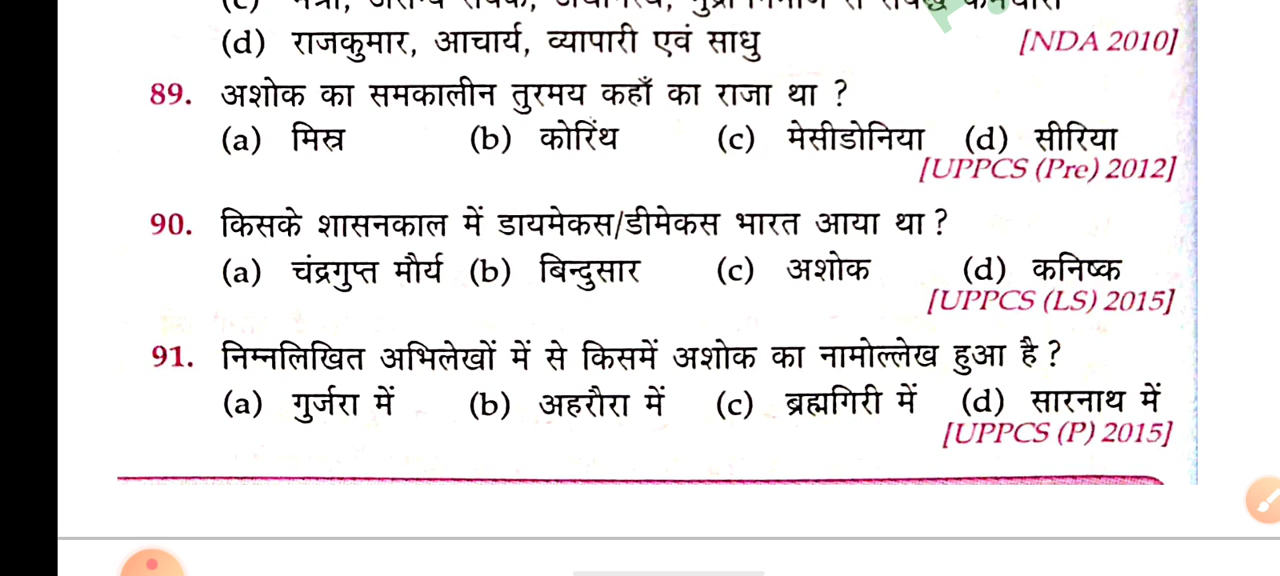 (d) राजकुमार, आचार्य, व्यापारी एवं साधु [NDA 2010]
89. अशोक का समकालीन तुरमय कहाँ का राजा था ?
(a) मिस्र (b) कोरिंथ (c) मेसीडोनिया (d) सीरिया
[UPPCS (Pre) 2012]
90. किसके शासनकाल में डायमेकस/डीमेकस भारत आया था ?
(a) चंद्रगुप्त मौर्य (b) बिन्दुसार (c) अशोक (d) कनिष्क
[UPPCS (LS) 2015]
91. निम्नलिखित अभिलेखों में से किसमें अशोक का नामोल्लेख हुआ है ?
(a) गुर्जरा में (b) अहरौरा में (c) ब्रह्मगिरी में (d) सारनाथ में
[UPPCS (P) 2015]